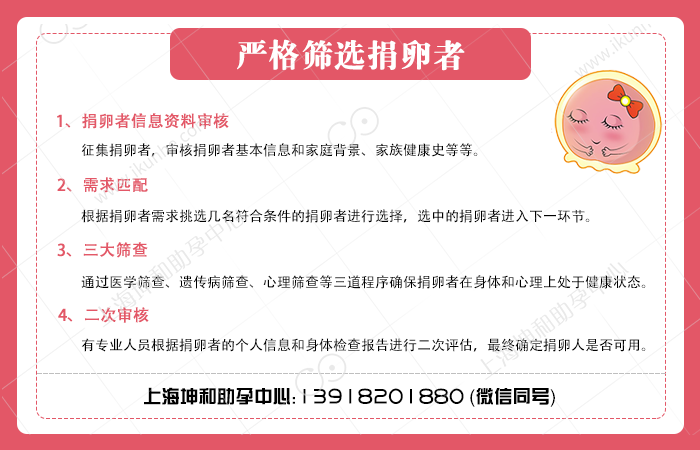 严格筛选捐卵者
1、捐卵者信息资料审核
征集捐卵者，审核捐卵者基本信息和家庭背景、家族健康史等等。
2、需求匹配
根据捐卵者需求挑选几名符合条件的捐卵者进行选择，选中的捐卵者进入下一环节。
3、三大筛查
通过医学筛查、遗传病筛查、心理筛查等三道程序确保捐卵者在身体和心理上处于健康状态。
4、二次审核
有专业人员根据捐卵者的个人信息和身体检查报告进行二次评估，最终确定捐卵人是否可用。
上海坤和助孕中心:13918201880(微信同号)